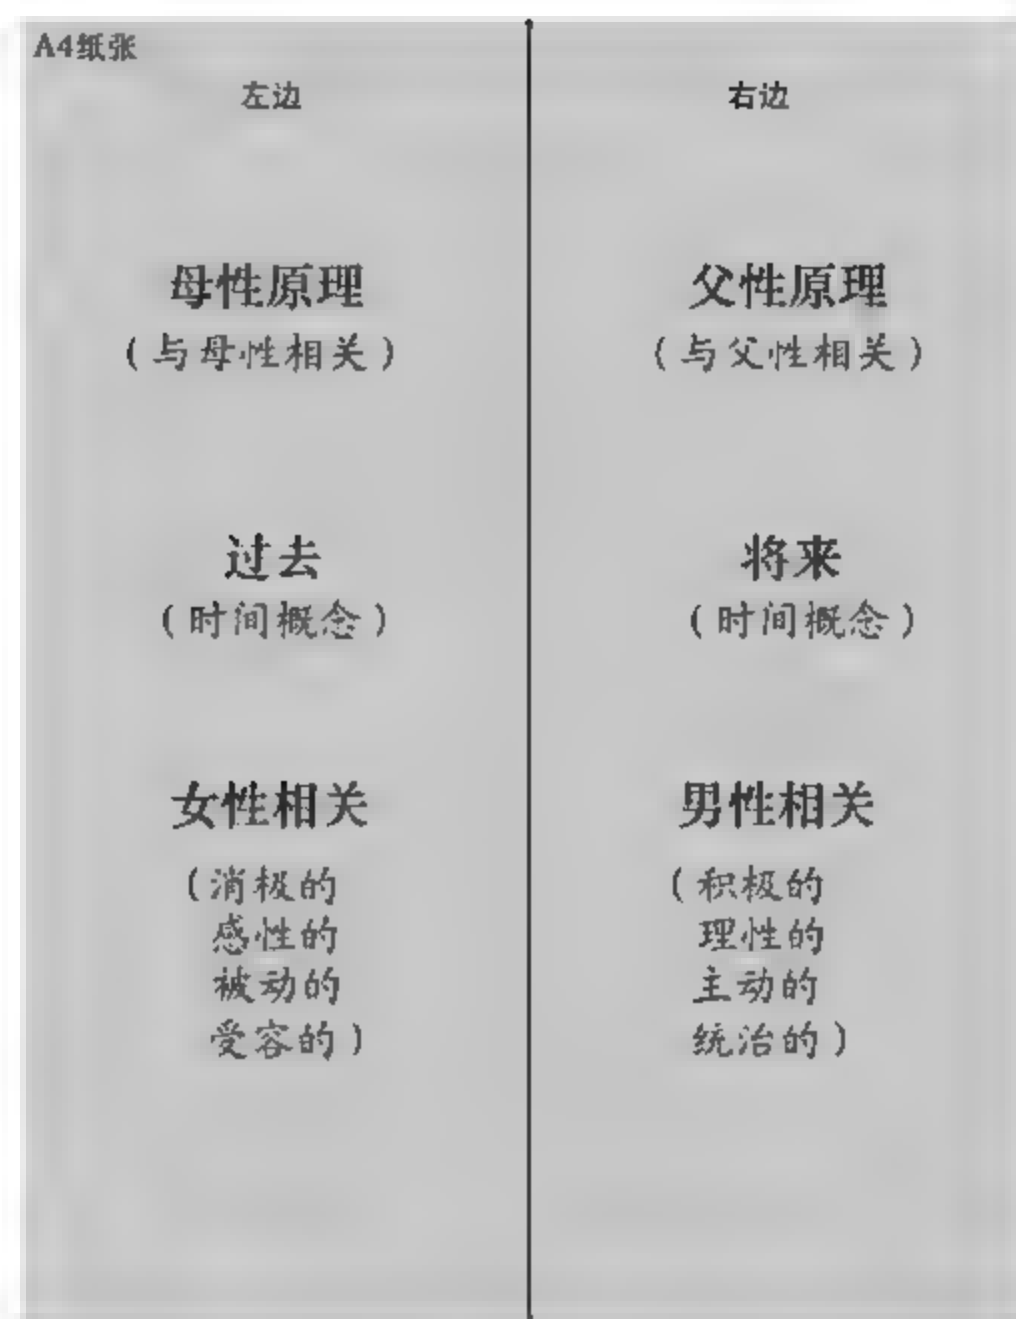 A4纸张
左边
右边
母性原理
(与母性相关)
父性原理
(与父性相关)
过去
(时间概念)
将来
(时间概念)
女性相关
(消极的
感性的
被动的
受容的)
男性相关
(积极的
理性的
主动的
统治的)